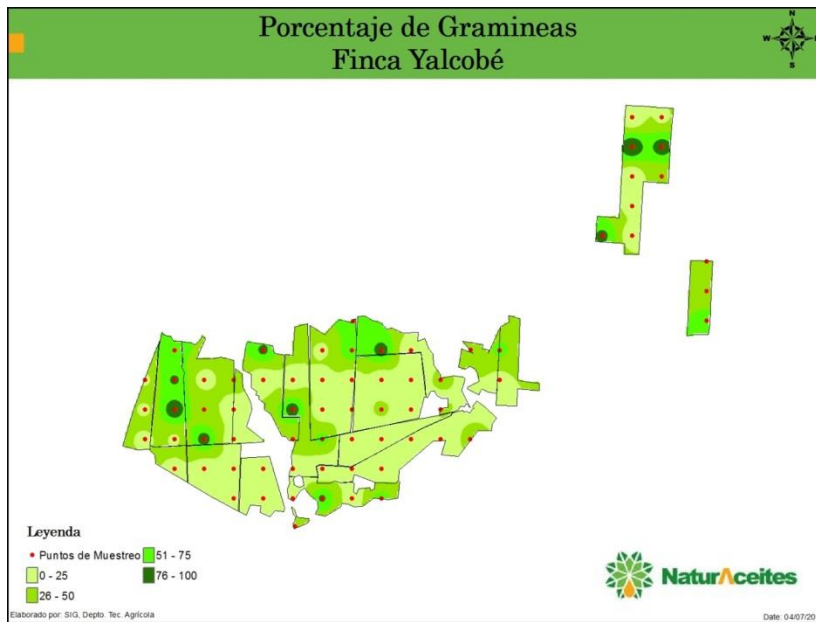 Porcentaje de Gramineas
Finca Yalcobé
N
W
S
Leyenda
Puntos de Muestreo
0 - 25
26 - 50
51 - 75
76 - 100
NaturAceites
Elaborado por: SIG, Depto. Tec. Agrícola
Date: 04/07/20